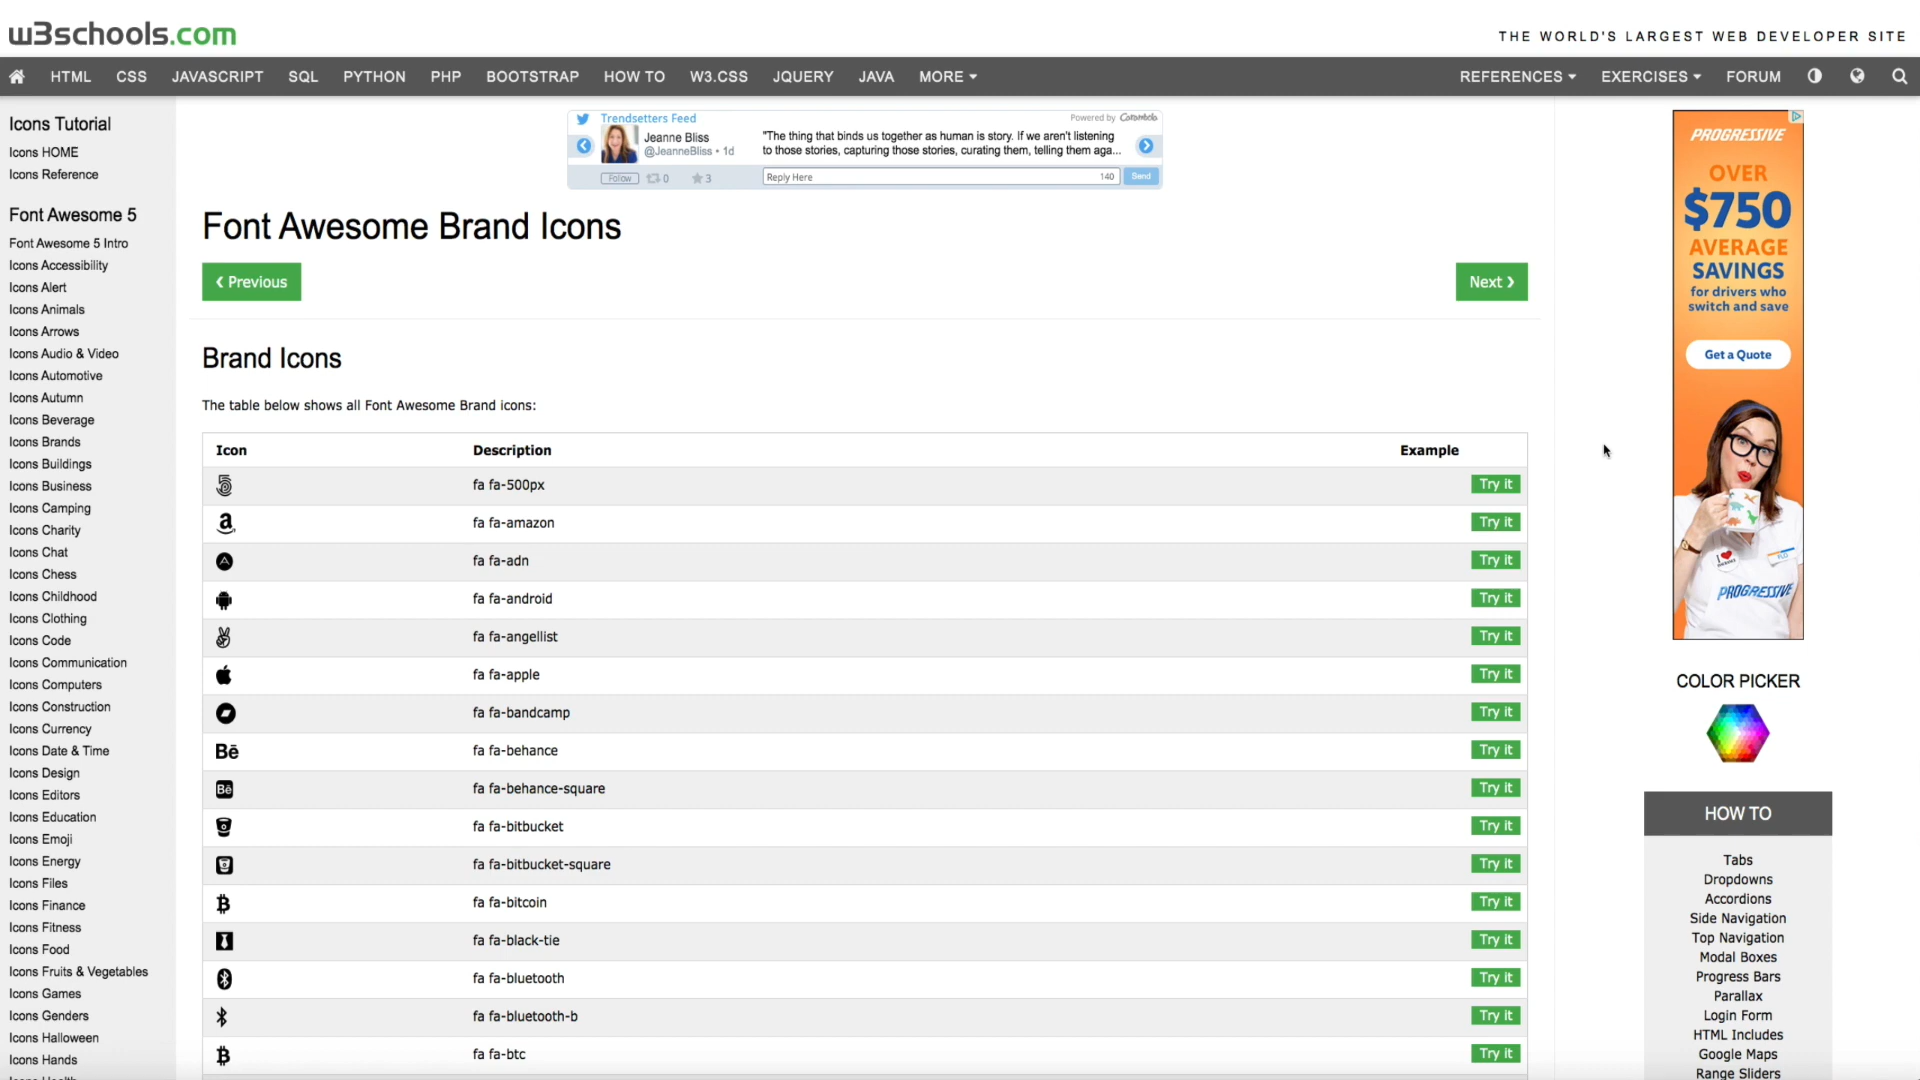 w3schools.com
THE WORLD'S LARGEST WEB DEVELOPER SITE
HTML CSS JAVASCRIPT SQL PYTHON PHP BOOTSTRAP HOW TO W3.CSS JQUERY JAVA MORE REFERENCES EXERCISES FORUM
Icons Tutorial
Icons HOME
Icons Reference
Font Awesome 5
Font Awesome 5 Intro
Icons Accessibility
Icons Alert
Icons Animals
Icons Arrows
Icons Audio & Video
Icons Automotive
Icons Autumn
Icons Beverage
Icons Brands
Icons Buildings
Icons Business
Icons Camping
Icons Charity
Icons Chat
Icons Chess
Icons Childhood
Icons Clothing
Icons Code
Icons Communication
Icons Computers
Icons Construction
Icons Currency
Icons Date & Time
Icons Design
Icons Editors
Icons Education
Icons Emoji
Icons Energy
Icons Files
Icons Finance
Icons Fitness
Icons Food
Icons Fruits & Vegetables
Icons Games
Icons Genders
Icons Halloween
Icons Hands
Trendsetters Feed
Powered by
Jeanne Bliss
@JeanneBliss • 1d
"The thing that binds us together as human is story. If we aren't listening
to those stories, capturing those stories, curating them, telling them aga...
Follow 0 3
Reply Here 140 Send
Font Awesome Brand Icons
❮ Previous
Next ❯
Brand Icons
The table below shows all Font Awesome Brand icons:
Icon Description Example
fa fa-500px Try it
fa fa-amazon Try it
fa fa-adn Try it
fa fa-android Try it
fa fa-angellist Try it
fa fa-apple Try it
fa fa-bandcamp Try it
Bē fa fa-behance Try it
Bē fa fa-behance-square Try it
fa fa-bitbucket Try it
fa fa-bitbucket-square Try it
fa fa-bitcoin Try it
fa fa-black-tie Try it
fa fa-bluetooth Try it
fa fa-bluetooth-b Try it
fa fa-btc Try it
PROGRESSIVE
OVER
$750
AVERAGE
SAVINGS
for drivers who
switch and save
Get a Quote
I
FLO
PROGRESSIVE
COLOR PICKER
HOW TO
Tabs
Dropdowns
Accordions
Side Navigation
Top Navigation
Modal Boxes
Progress Bars
Parallax
Login Form
HTML Includes
Google Maps
Range Sliders